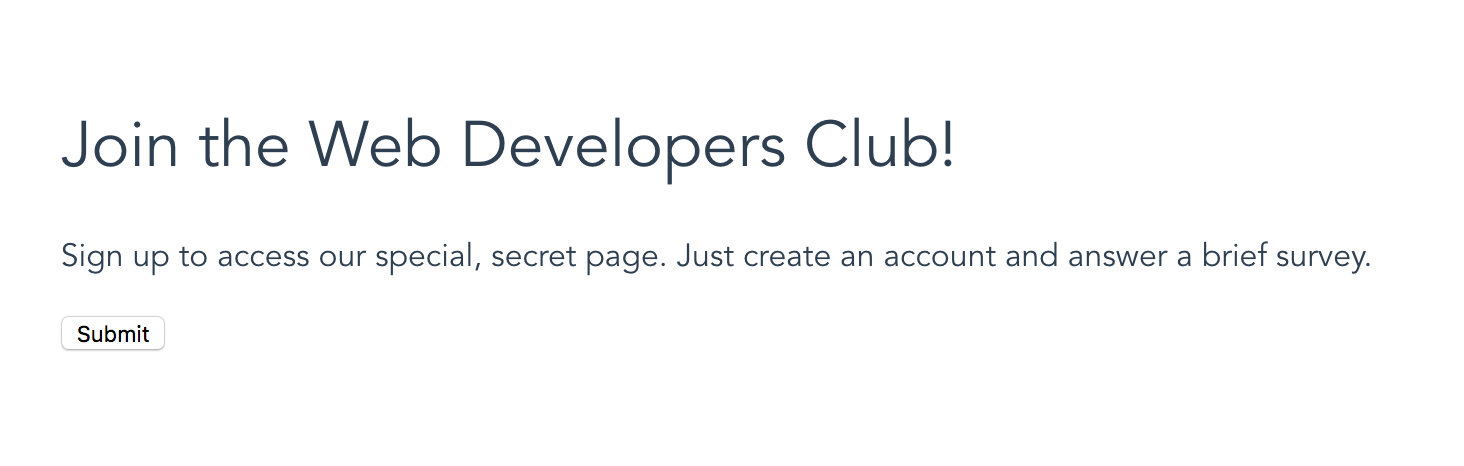 Join the Web Developers Club!
Sign up to access our special, secret page. Just create an account and answer a brief survey.
Submit